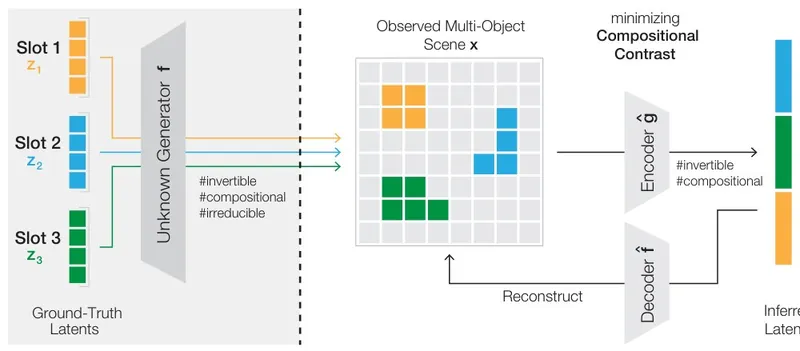 Slot 1
z1
Slot 2
z2
Slot 3
z3
Ground-Truth
Latents
Unknown Generator f
#invertible
#compositional
#irreducible
Observed Multi-Object
Scene x
minimizing
Compositional
Contrast
Encoder ĝ
#invertible
#compositional
Decoder f̂
Reconstruct